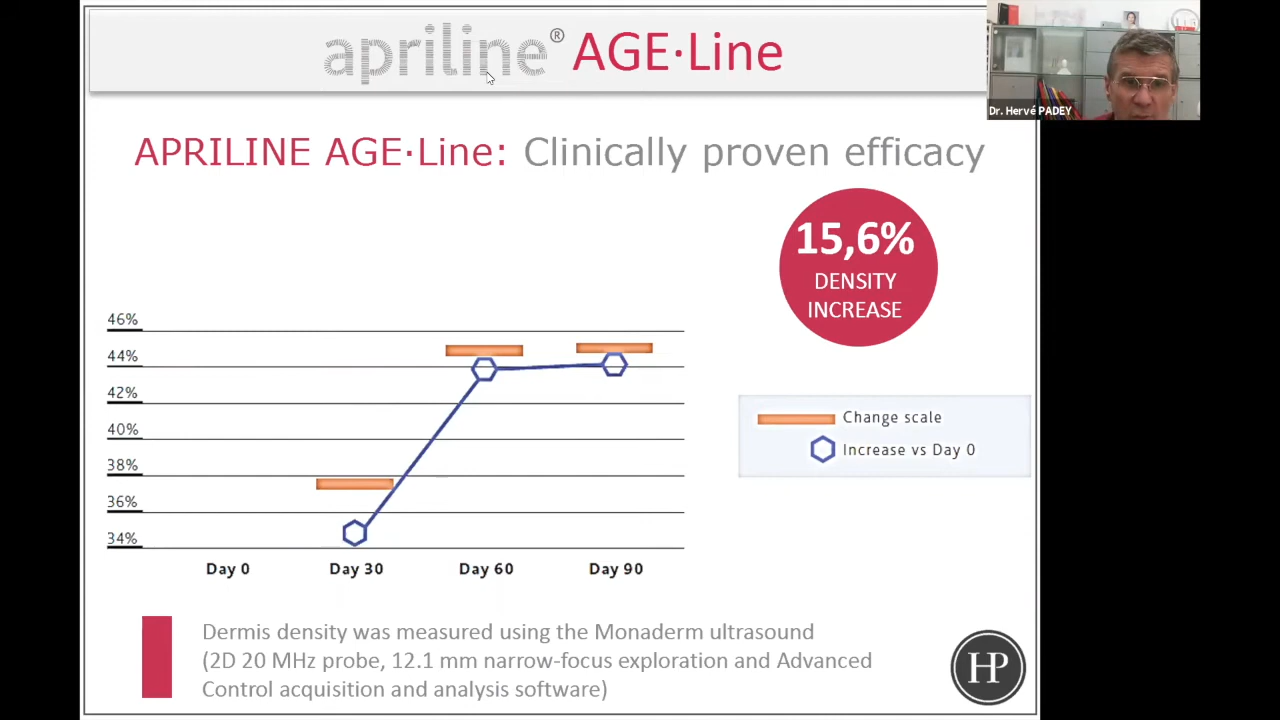 apriline® AGE·Line
Dr. Hervé PADEY
APRILINE AGE·Line: Clinically proven efficacy
15,6%
DENSITY
INCREASE
46%
44%
42%
40%
38%
36%
34%
Change scale
Increase vs Day 0
Day 0 Day 30 Day 60 Day 90
Dermis density was measured using the Monaderm ultrasound
(2D 20 MHz probe, 12.1 mm narrow-focus exploration and Advanced
Control acquisition and analysis software)
HP